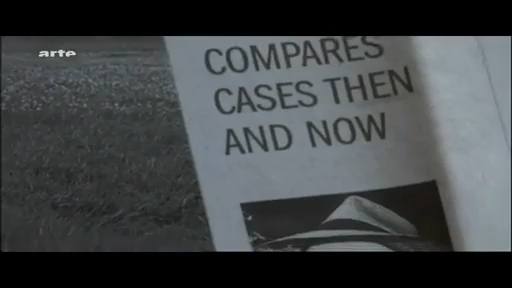 arte
COMPARES
CASES THEN
AND NOW